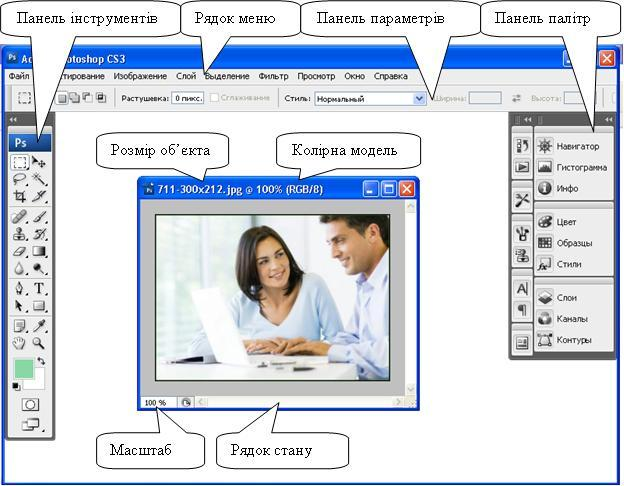 Панель інструментів
Рядок меню
Панель параметрів
Панель палітр
Photoshop CS3
Файл Изображение Слой Выделение Фильтр Просмотр Окно Справка
Растушевка: 0 пикс. Сглаживание Стиль: Нормальный Ширина: Высота:
Ps
Розмір об’єкта
Колірна модель
711-300x212.jpg @ 100% (RGB/8)
Навигатор
Гистограмма
Инфо
Цвет
Образцы
Стили
Слои
Каналы
Контуры
100 %
Масштаб
Рядок стану